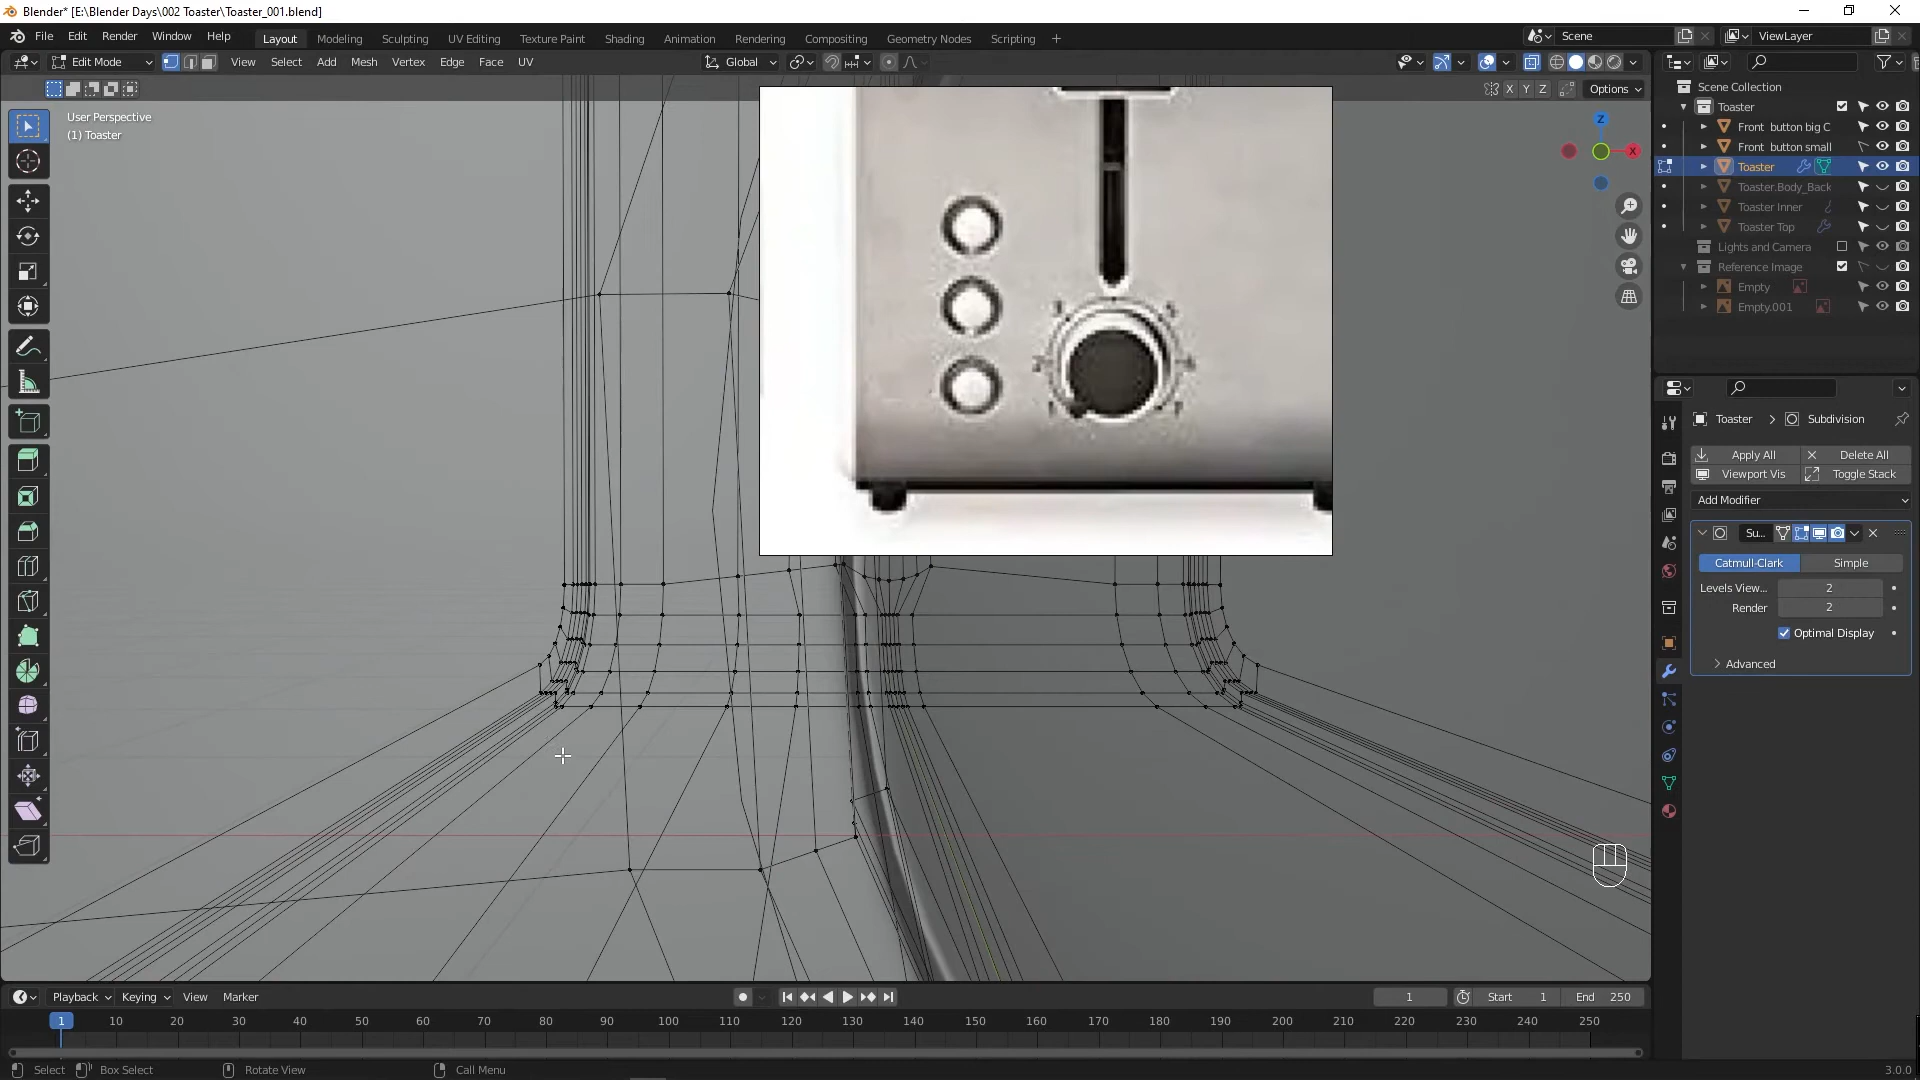 Blender* [E:\Blender Days\002 Toaster\Toaster_001.blend]
File Edit Render Window Help Layout Modeling Sculpting UV Editing Texture Paint Shading Animation Rendering Compositing Geometry Nodes Scripting + Scene ViewLayer
Edit Mode View Select Add Mesh Vertex Edge Face UV Global
X Y Z Options
User Perspective
(1) Toaster
Z
X
Scene Collection
Toaster
Front button big C
Front button small
Toaster
Toaster.Body_Back
Toaster Inner
Toaster Top
Lights and Camera
Reference Image
Empty
Empty.001
Toaster > Subdivision
Apply All Delete All
Viewport Vis Toggle Stack
Add Modifier
Su...
Catmull-Clark Simple
Levels View... 2
Render 2
Optimal Display
Advanced
Playback Keying View Marker 1 Start 1 End 250
1 10 20 30 40 50 60 70 80 90 100 110 120 130 140 150 160 170 180 190 200 210 220 230 240 250
Select Box Select Rotate View Call Menu 3.0.0